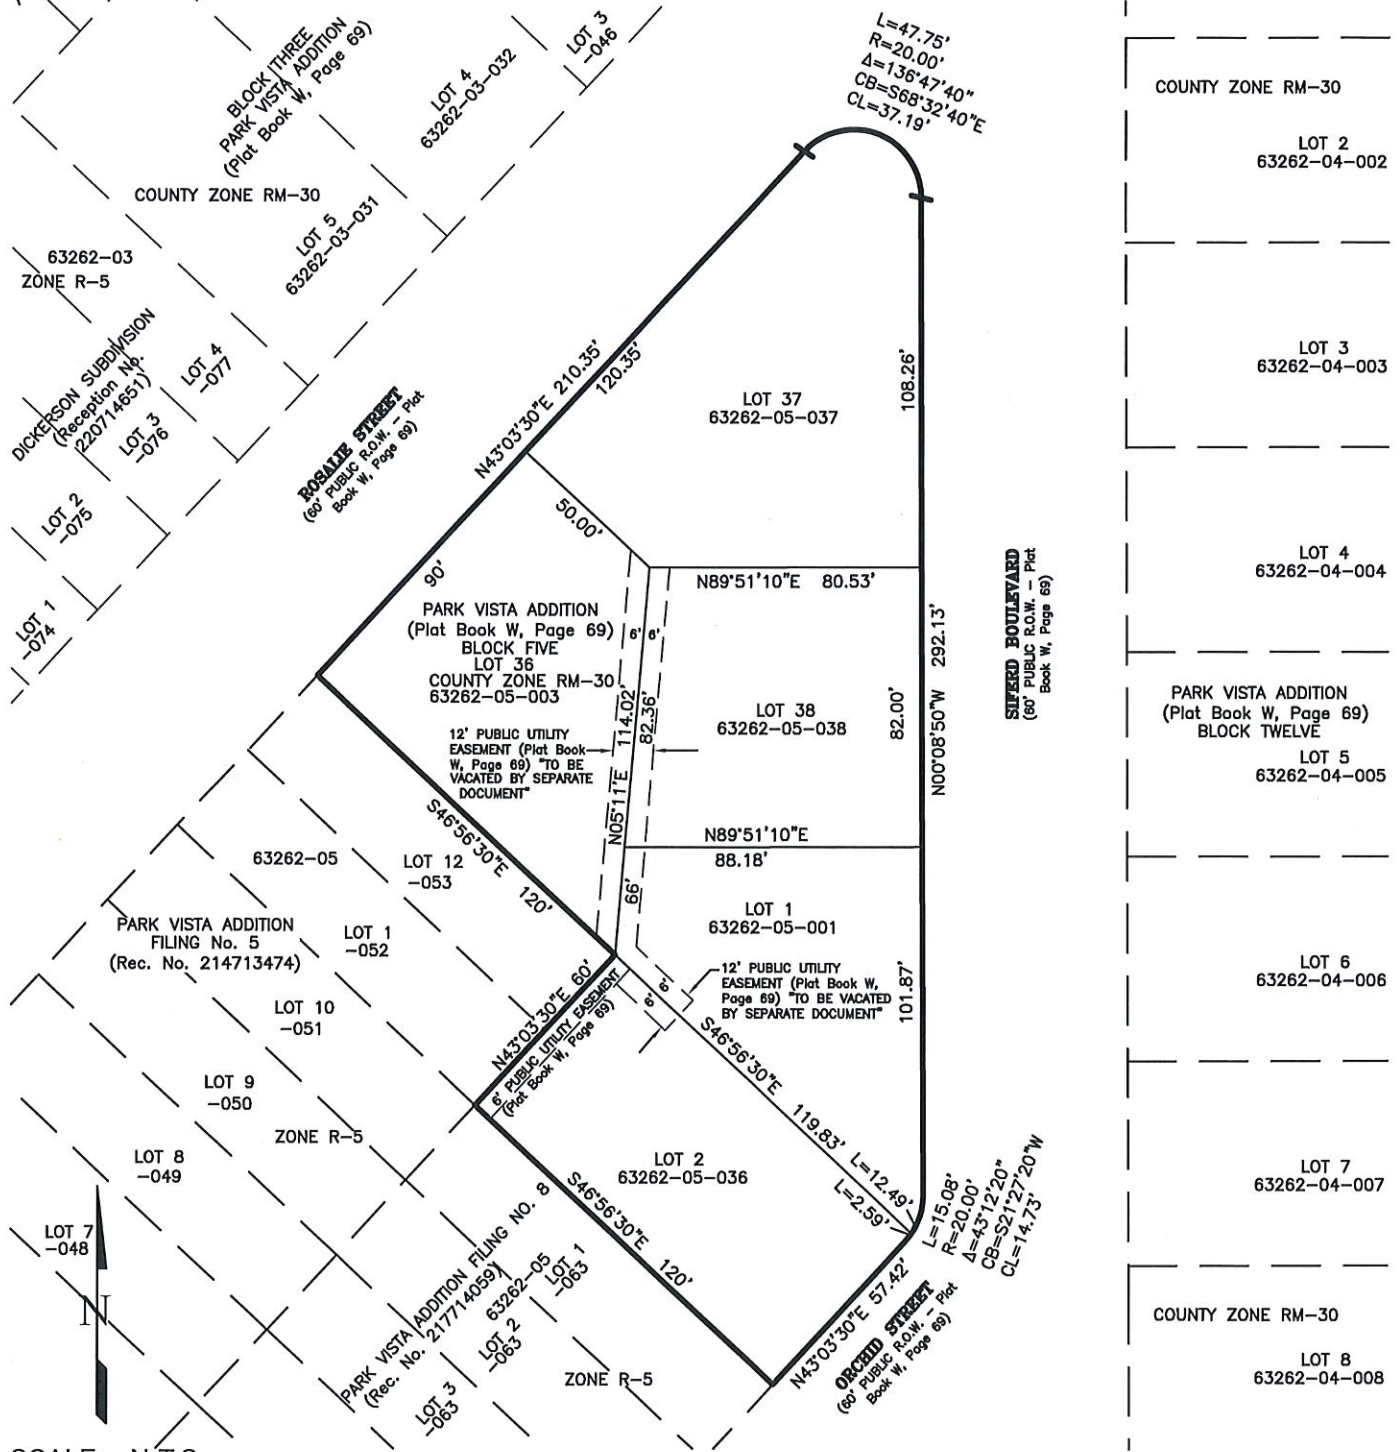 BLOCK THREE
PARK VISTA ADDITION
(Plat Book W, Page 69)
LOT 4
63262-03-032
LOT 3
-046
L=47.75'
R=20.00'
Δ=136°47'40"
CB=S68°32'40"E
CL=37.19'
COUNTY ZONE RM-30
LOT 2
63262-04-002
COUNTY ZONE RM-30
LOT 5
63262-03-031
63262-03
ZONE R-5
DICKERSON SUBDIVISION
(Reception No.
220714651)
LOT 4
-077
LOT 3
-076
LOT 2
-075
LOT 1
-074
ROSALIE STREET
(60' PUBLIC R.O.W. - Plat
Book W, Page 69)
N43°03'30"E 210.35'
120.35'
LOT 37
63262-05-037
108.26'
LOT 3
63262-04-003
50.00'
90'
N89°51'10"E 80.53'
LOT 4
63262-04-004
PARK VISTA ADDITION
(Plat Book W, Page 69)
BLOCK FIVE
LOT 36
COUNTY ZONE RM-30
63262-05-003
6' 6'
114.02'
82.36'
N05°11'E
12' PUBLIC UTILITY
EASEMENT (Plat Book
W, Page 69) "TO BE
VACATED BY SEPARATE
DOCUMENT"
LOT 38
63262-05-038
82.00'
N00°08'50"W 292.13'
SIFERD BOULEVARD
(60' PUBLIC R.O.W. - Plat
Book W, Page 69)
PARK VISTA ADDITION
(Plat Book W, Page 69)
BLOCK TWELVE
LOT 5
63262-04-005
S46°56'30"E
120'
N89°51'10"E
88.18'
66'
LOT 1
63262-05-001
63262-05
LOT 12
-053
PARK VISTA ADDITION
FILING No. 5
(Rec. No. 214713474)
LOT 1
-052
LOT 10
-051
LOT 9
-050
ZONE R-5
LOT 8
-049
LOT 7
-048
N43°03'30"E 60'
6' PUBLIC UTILITY EASEMENT
(Plat Book W, Page 69)
6' 6'
12' PUBLIC UTILITY
EASEMENT (Plat Book W,
Page 69) "TO BE VACATED
BY SEPARATE DOCUMENT"
101.87'
LOT 6
63262-04-006
S46°56'30"E 119.83'
L=12.49'
L=2.59'
LOT 2
63262-05-036
L=15.08'
R=20.00'
Δ=43°12'20"
CB=S21°27'20"W
CL=14.73'
LOT 7
63262-04-007
S46°56'30"E 120'
PARK VISTA ADDITION FILING NO. 8
(Rec. No. 217714059)
63262-05
LOT 1
-063
LOT 2
-063
LOT 3
-063
ZONE R-5
N43°03'30"E 57.42'
ORCHID STREET
(60' PUBLIC R.O.W. - Plat
Book W, Page 69)
COUNTY ZONE RM-30
LOT 8
63262-04-008
N
SCALE N.T.S.